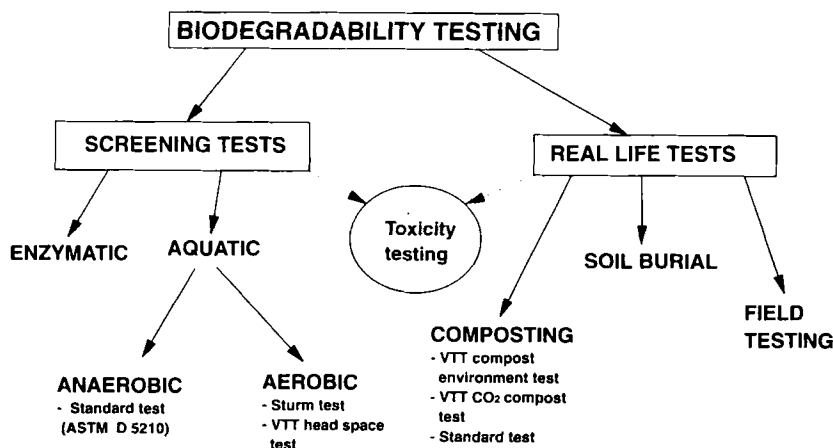 BIODEGRADABILITY TESTING
SCREENING TESTS
REAL LIFE TESTS
Toxicity
testing
ENZYMATIC
AQUATIC
SOIL BURIAL
FIELD
TESTING
COMPOSTING
- VTT compost
environment test
- VTT CO₂ compost
test
- Standard test
ANAEROBIC
- Standard test
(ASTM D 5210)
AEROBIC
- Sturm test
- VTT head space
test